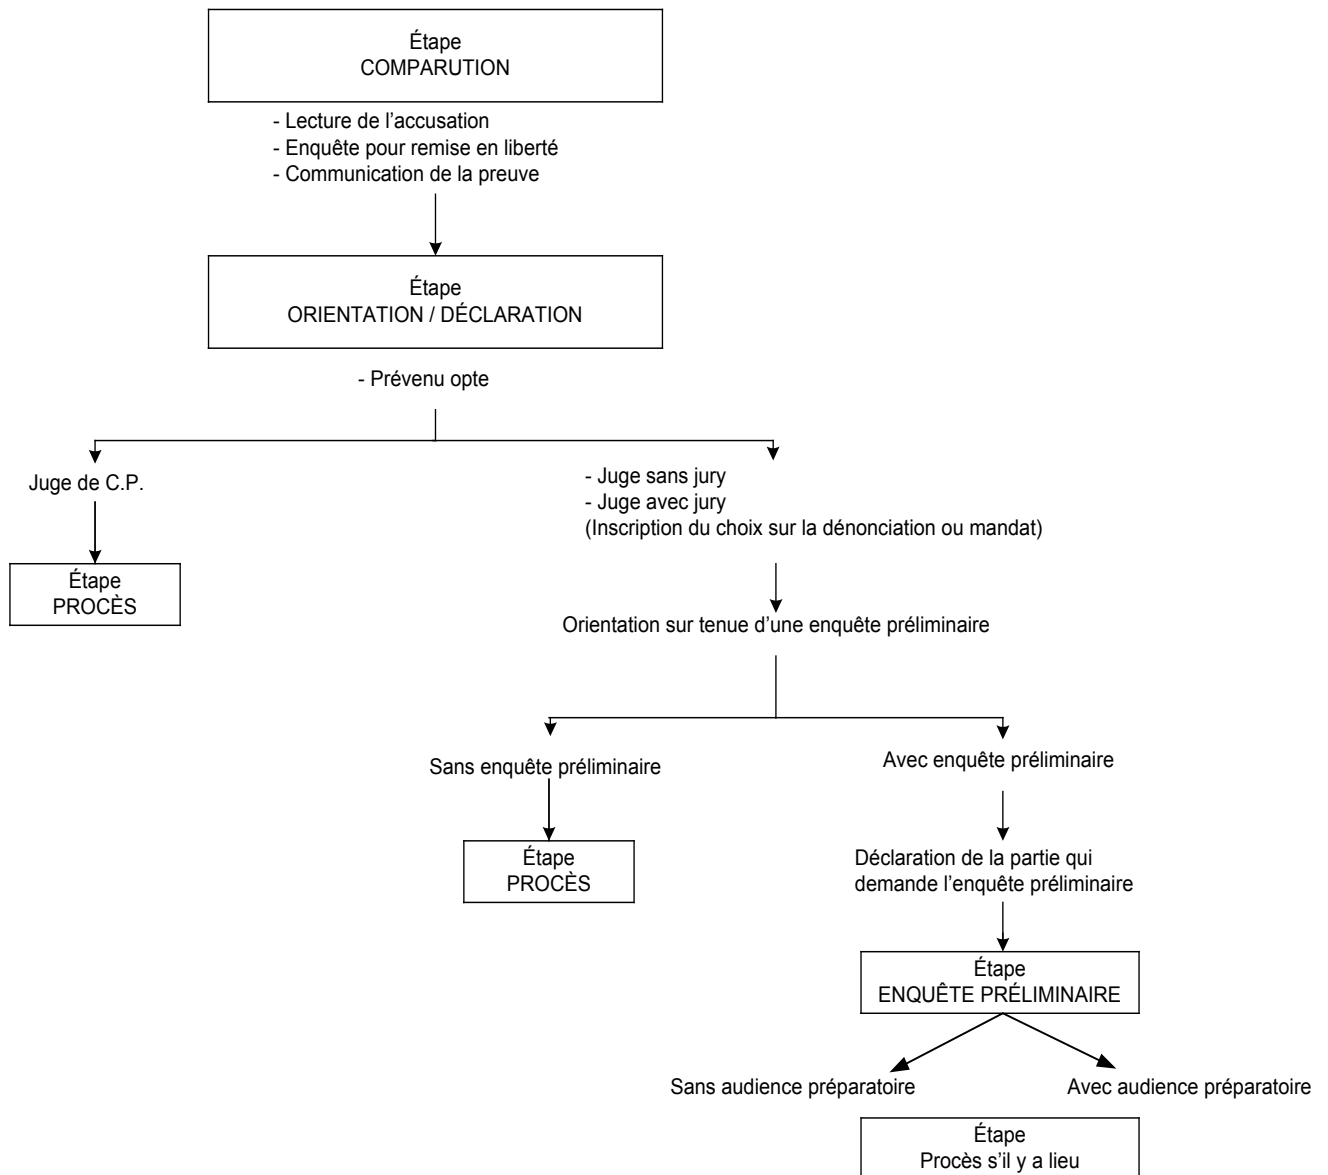 Étape
COMPARUTION
- Lecture de l’accusation
- Enquête pour remise en liberté
- Communication de la preuve
Étape
ORIENTATION / DÉCLARATION
- Prévenu opte
Juge de C.P.
- Juge sans jury
- Juge avec jury
(Inscription du choix sur la dénonciation ou mandat)
Étape
PROCÈS
Orientation sur tenue d’une enquête préliminaire
Sans enquête préliminaire
Avec enquête préliminaire
Étape
PROCÈS
Déclaration de la partie qui
demande l’enquête préliminaire
Étape
ENQUÊTE PRÉLIMINAIRE
Sans audience préparatoire
Avec audience préparatoire
Étape
Procès s’il y a lieu